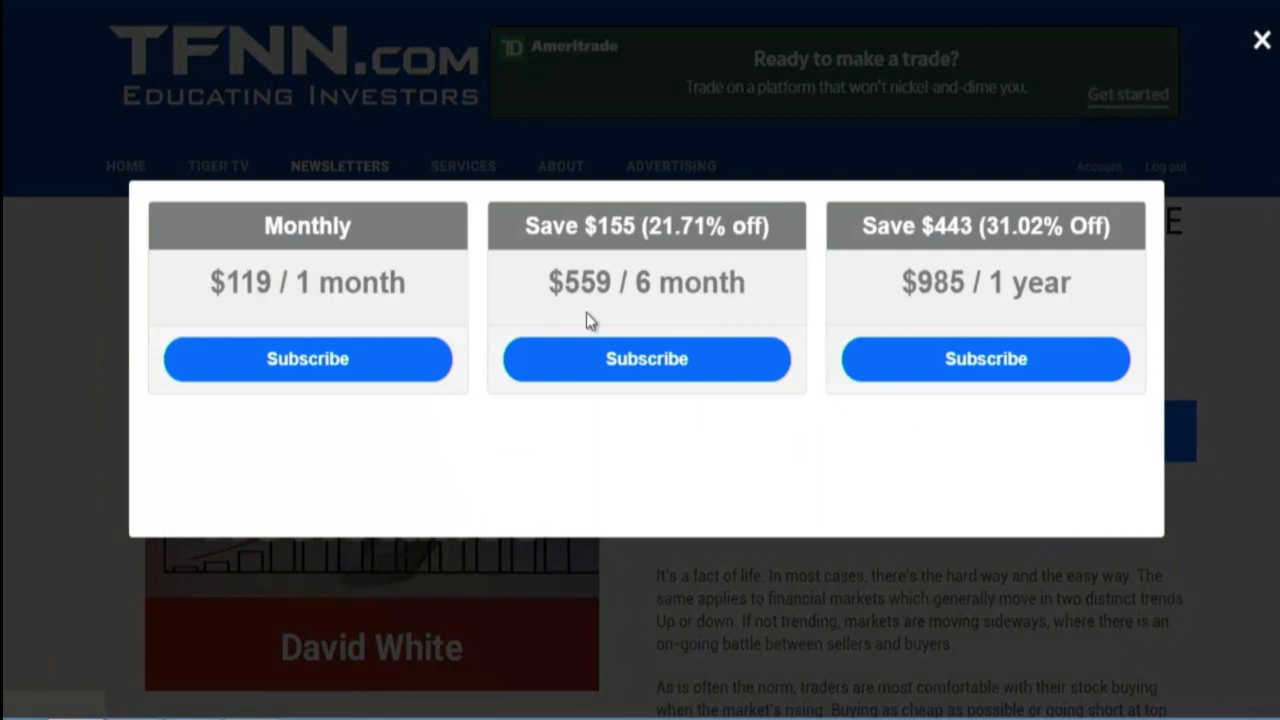 TFNN.COM
EDUCATING INVESTORS
TD Ameritrade
Ready to make a trade?
Trade on a platform that won't nickel-and-dime you.
Get started
HOME TIGER TV NEWSLETTERS SERVICES ABOUT ADVERTISING Account Log out
Monthly
$119 / 1 month
Subscribe
Save $155 (21.71% off)
$559 / 6 month
Subscribe
Save $443 (31.02% Off)
$985 / 1 year
Subscribe
David White
It's a fact of life. In most cases, there's the hard way and the easy way. The
same applies to financial markets which generally move in two distinct trends
Up or down. If not trending, markets are moving sideways, where there is an
on-going battle between sellers and buyers.
As is often the norm, traders are most comfortable with their stock buying
when the market's rising. Buying as cheap as possible or going short at top